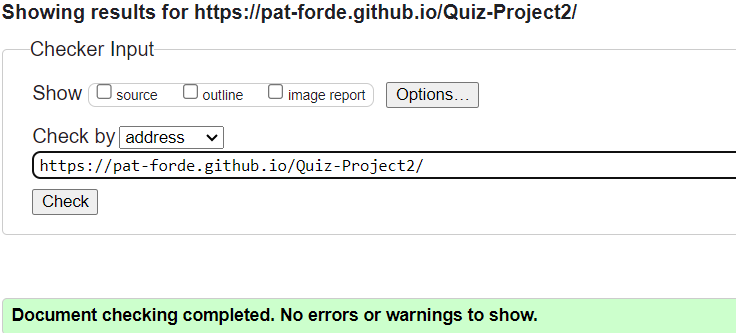 Showing results for https://pat-forde.github.io/Quiz-Project2/
Checker Input
Show source outline image report Options...
Check by address
https://pat-forde.github.io/Quiz-Project2/
Check
Document checking completed. No errors or warnings to show.